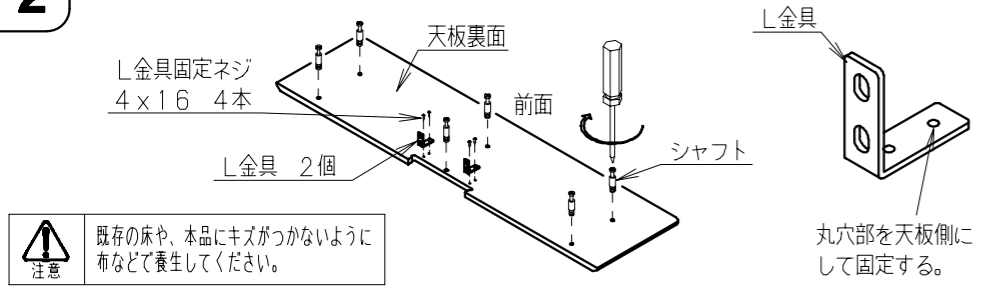 2
天板裏面
L金具固定ネジ
4x16 4本
前面
シャフト
L金具 2個
L金具
丸穴部を天板側に
して固定する。
注意
既存の床や、本品にキズがつかないように
布などで養生してください。